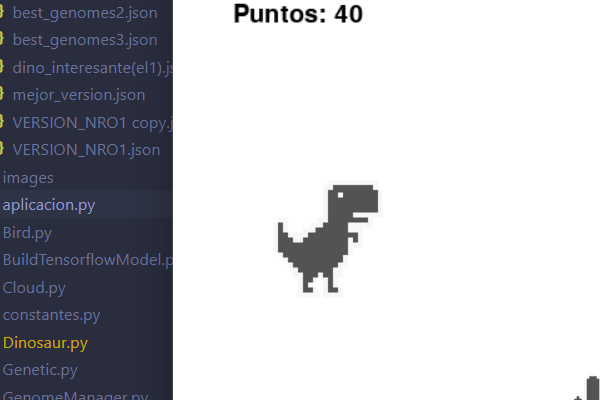 best_genomes2.json
best_genomes3.json
dino_interesante(el1).js
mejor_version.json
VERSION_NRO1 copy.j
VERSION_NRO1.json
images
aplicacion.py
Bird.py
BuildTensorflowModel.p
Cloud.py
constantes.py
Dinosaur.py
Genetic.py
GenomeManager.py
Puntos: 40